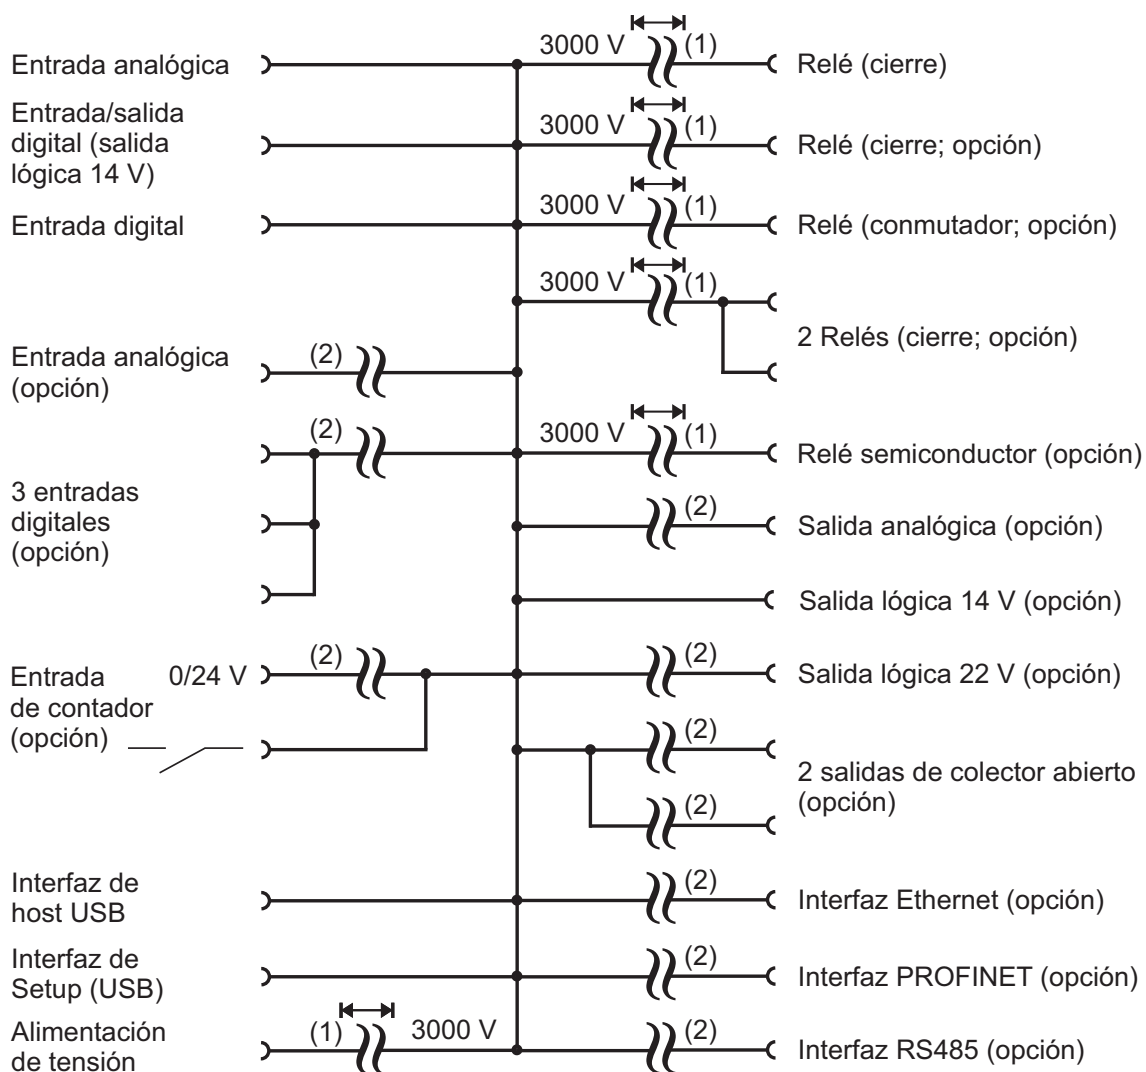 Entrada analógica
3000 V
(1)
Relé (cierre)
Entrada/salida
digital (salida
lógica 14 V)
3000 V
(1)
Relé (cierre; opción)
Entrada digital
3000 V
(1)
Relé (conmutador; opción)
3000 V
(1)
2 Relés (cierre; opción)
Entrada analógica
(opción)
(2)
3 entradas
digitales
(opción)
(2)
3000 V
(1)
Relé semiconductor (opción)
(2)
Salida analógica (opción)
Salida lógica 14 V (opción)
Entrada
de contador
(opción)
0/24 V
(2)
(2)
Salida lógica 22 V (opción)
(2)
(2)
2 salidas de colector abierto
(opción)
Interfaz de
host USB
(2)
Interfaz Ethernet (opción)
Interfaz de
Setup (USB)
(2)
Interfaz PROFINET (opción)
Alimentación
de tensión
(1)
3000 V
(2)
Interfaz RS485 (opción)